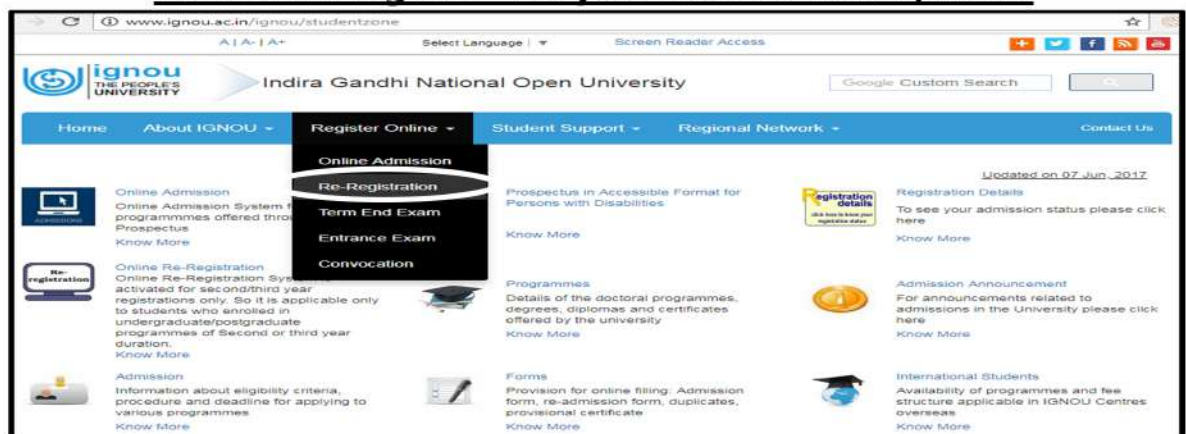 www.ignou.ac.in/ignou/studentzone
A | A- | A+ Select Language ▼ Screen Reader Access
ignou
THE PEOPLE'S
UNIVERSITY
Indira Gandhi National Open University
Google Custom Search
Home About IGNOU Register Online Student Support Regional Network Contact Us
Online Admission
Re-Registration
Term End Exam
Entrance Exam
Convocation
Updated on 07 Jun, 2017
ADMISSIONS
Online Admission
Online Admission System f
programmmes offered throu
Prospectus
Know More
Prospectus in Accessible Format for
Persons with Disabilities
Know More
Registration
details
click here to know your
registration status
Registration Details
To see your admission status please click
here
Know More
Re-
registration
Online Re-Registration
Online Re-Registration Sys
activated for second/third year
registrations only. So it is applicable only
to students who enrolled in
undergraduate/postgraduate
programmes of Second or third year
duration.
Know More
Programmes
Details of the doctoral programmes,
degrees, diplomas and certificates
offered by the university
Know More
Admission Announcement
For announcements related to
admissions in the University please click
here
Know More
Admission
Information about eligibility criteria,
procedure and deadline for applying to
various programmes
Know More
Forms
Provision for online filling: Admission
form, re-admission form, duplicates,
provisional certificate
Know More
International Students
Availability of programmes and fee
structure applicable in IGNOU Centres
overseas
Know More